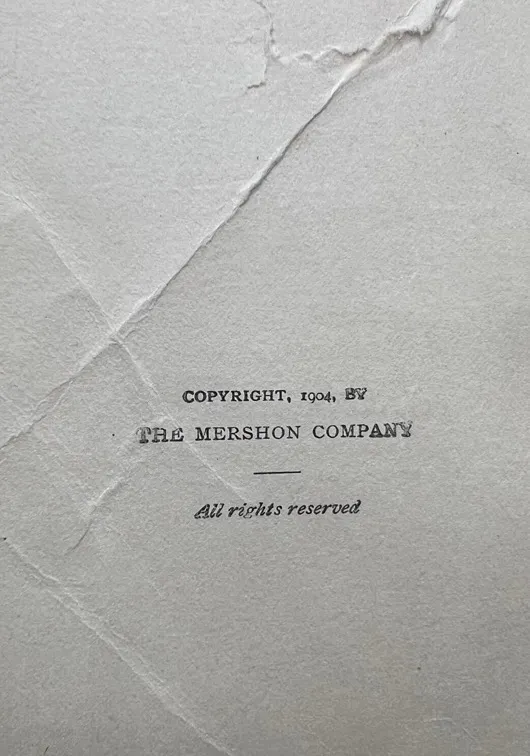 COPYRIGHT, 1904, BY
THE MERSHON COMPANY
All rights reserved